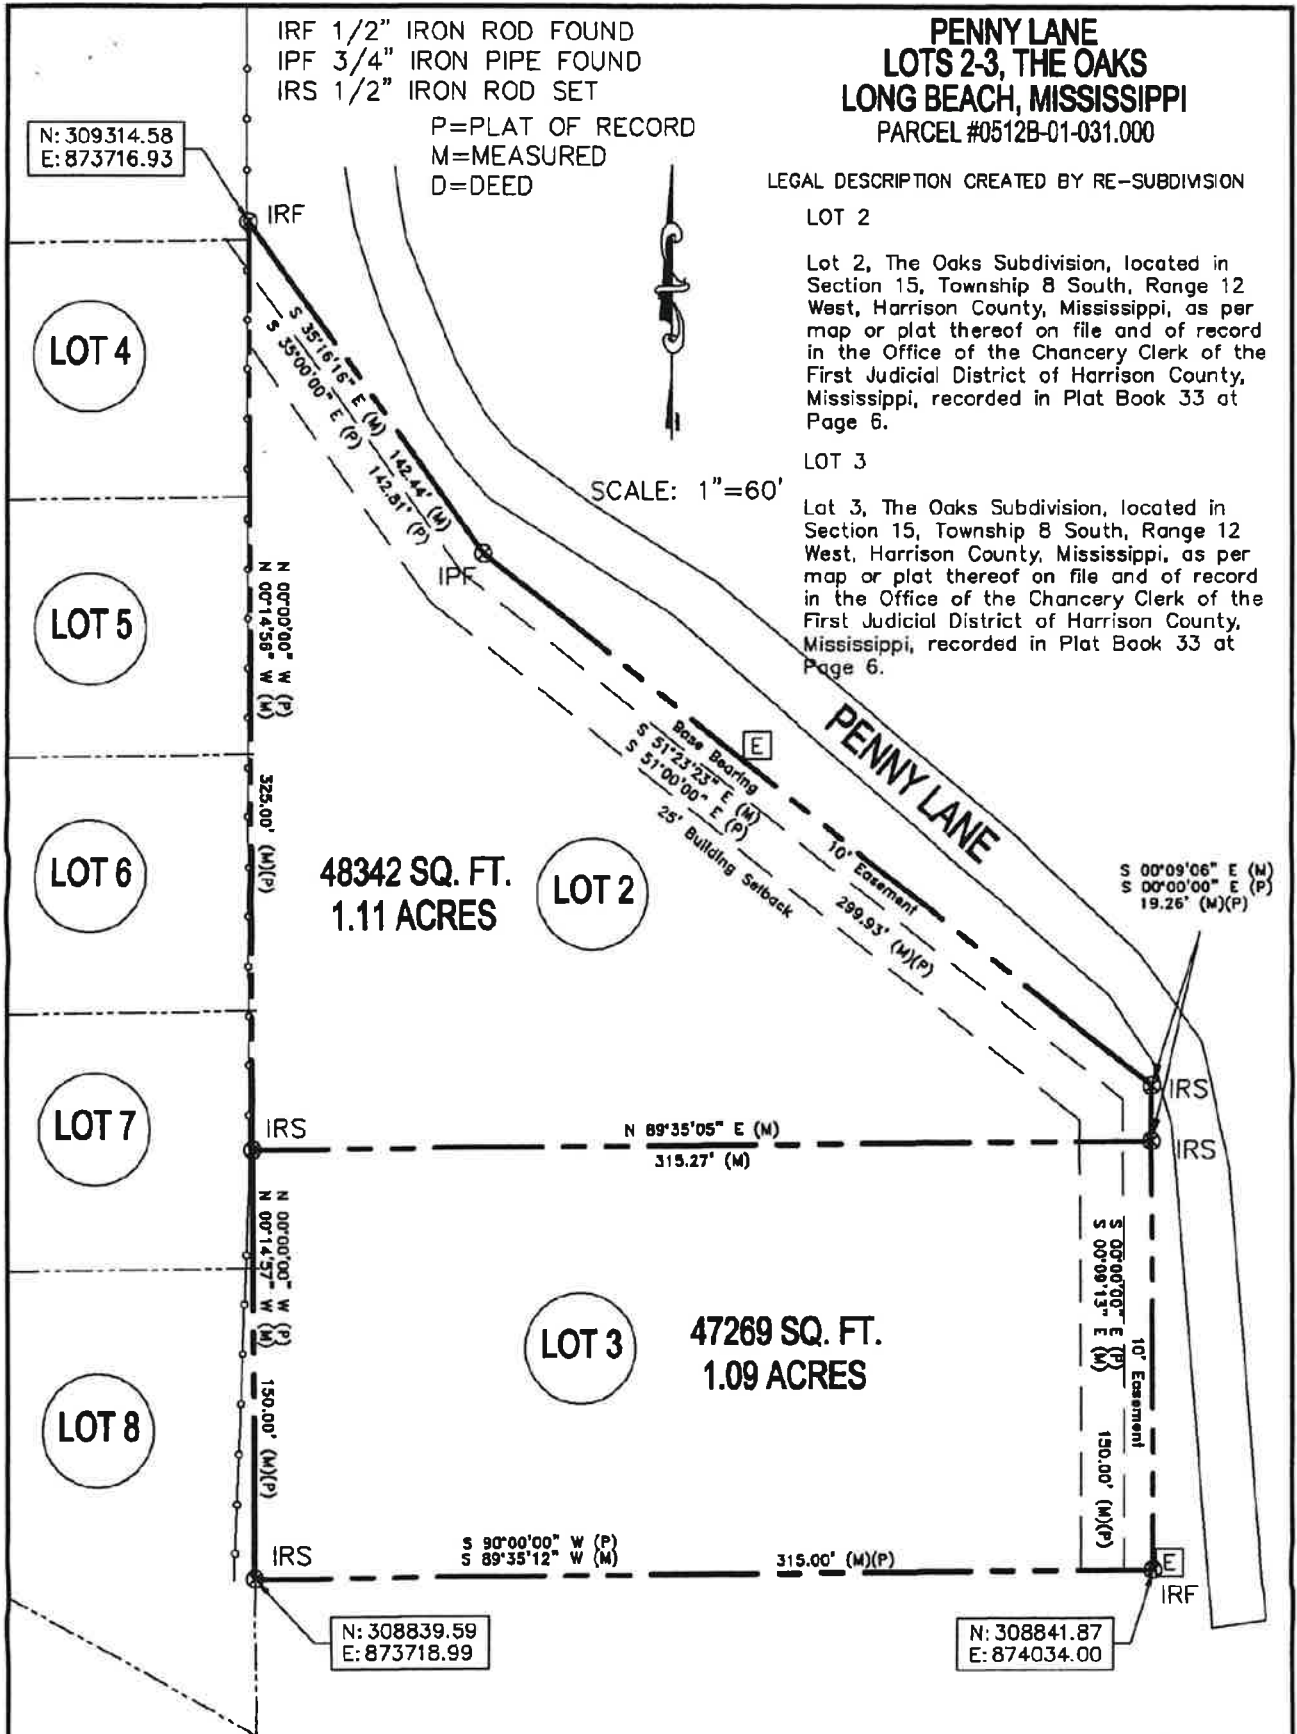 IRF 1/2" IRON ROD FOUND
IPF 3/4" IRON PIPE FOUND
IRS 1/2" IRON ROD SET
P=PLAT OF RECORD
M=MEASURED
D=DEED
PENNY LANE
LOTS 2-3, THE OAKS
LONG BEACH, MISSISSIPPI
PARCEL #0512B-01-031.000
LEGAL DESCRIPTION CREATED BY RE-SUBDIVISION
LOT 2
Lot 2, The Oaks Subdivision, located in
Section 15, Township 8 South, Range 12
West, Harrison County, Mississippi, as per
map or plat thereof on file and of record
in the Office of the Chancery Clerk of the
First Judicial District of Harrison County,
Mississippi, recorded in Plat Book 33 at
Page 6.
LOT 3
Lot 3, The Oaks Subdivision, located in
Section 15, Township 8 South, Range 12
West, Harrison County, Mississippi, as per
map or plat thereof on file and of record
in the Office of the Chancery Clerk of the
First Judicial District of Harrison County,
Mississippi, recorded in Plat Book 33 at
Page 6.
SCALE: 1"=60'
N: 309314.58
E: 873716.93
IRF
S 35°16'16" E (M) 142.44' (M)
S 35°00'00" E (P) 142.81' (P)
IPF
LOT 4
LOT 5
LOT 6
LOT 7
LOT 8
N 00°00'00" W (P)
N 00°14'56" W (M)
325.00' (M)(P)
Base Bearing
S 51°23'23" E (M)
S 51°00'00" E (P)
25' Building Setback
E
10' Easement
299.93' (M)(P)
PENNY LANE
48342 SQ. FT.
1.11 ACRES
LOT 2
S 00°09'06" E (M)
S 00°00'00" E (P)
19.26' (M)(P)
IRS
IRS
IRS
N 89°35'05" E (M)
315.27' (M)
N 00°00'00" W (P)
N 00°14'57" W (M)
150.00' (M)(P)
LOT 3
47269 SQ. FT.
1.09 ACRES
S 00°00'00" E (P)
S 00°09'13" E (M)
150.00' (M)(P)
10' Easement
IRS
S 90°00'00" W (P)
S 89°35'12" W (M)
315.00' (M)(P)
E
IRF
N: 308839.59
E: 873718.99
N: 308841.87
E: 874034.00